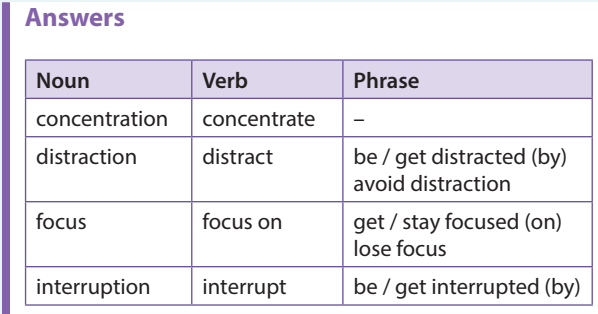 Answers
Noun Verb Phrase
concentration concentrate –
distraction distract be / get distracted (by)
avoid distraction
focus focus on get / stay focused (on)
lose focus
interruption interrupt be / get interrupted (by)